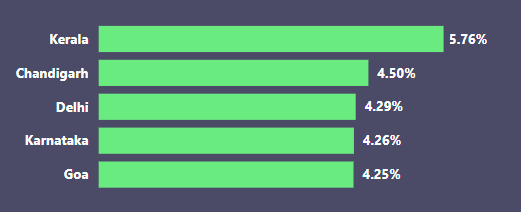 Kerala 5.76%
Chandigarh 4.50%
Delhi 4.29%
Karnataka 4.26%
Goa 4.25%